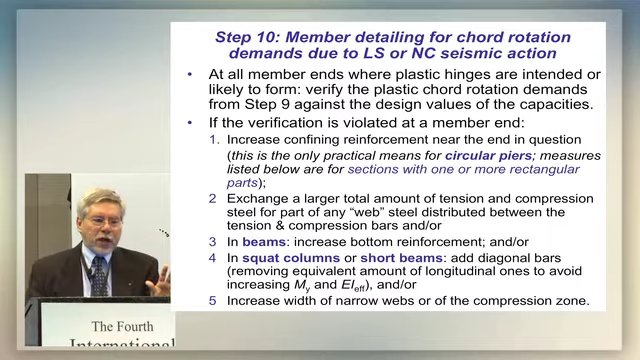 Step 10: Member detailing for chord rotation
demands due to LS or NC seismic action
• At all member ends where plastic hinges are intended or
likely to form: verify the plastic chord rotation demands
from Step 9 against the design values of the capacities.
• If the verification is violated at a member end:
1. Increase confining reinforcement near the end in question
(this is the only practical means for circular piers; measures
listed below are for sections with one or more rectangular
parts);
2 Exchange a larger total amount of tension and compression
steel for part of any “web” steel distributed between the
tension & compression bars and/or
3 In beams: increase bottom reinforcement; and/or
4 In squat columns or short beams: add diagonal bars
(removing equivalent amount of longitudinal ones to avoid
increasing My and EIeff), and/or
5 Increase width of narrow webs or of the compression zone.
The Fourth
International